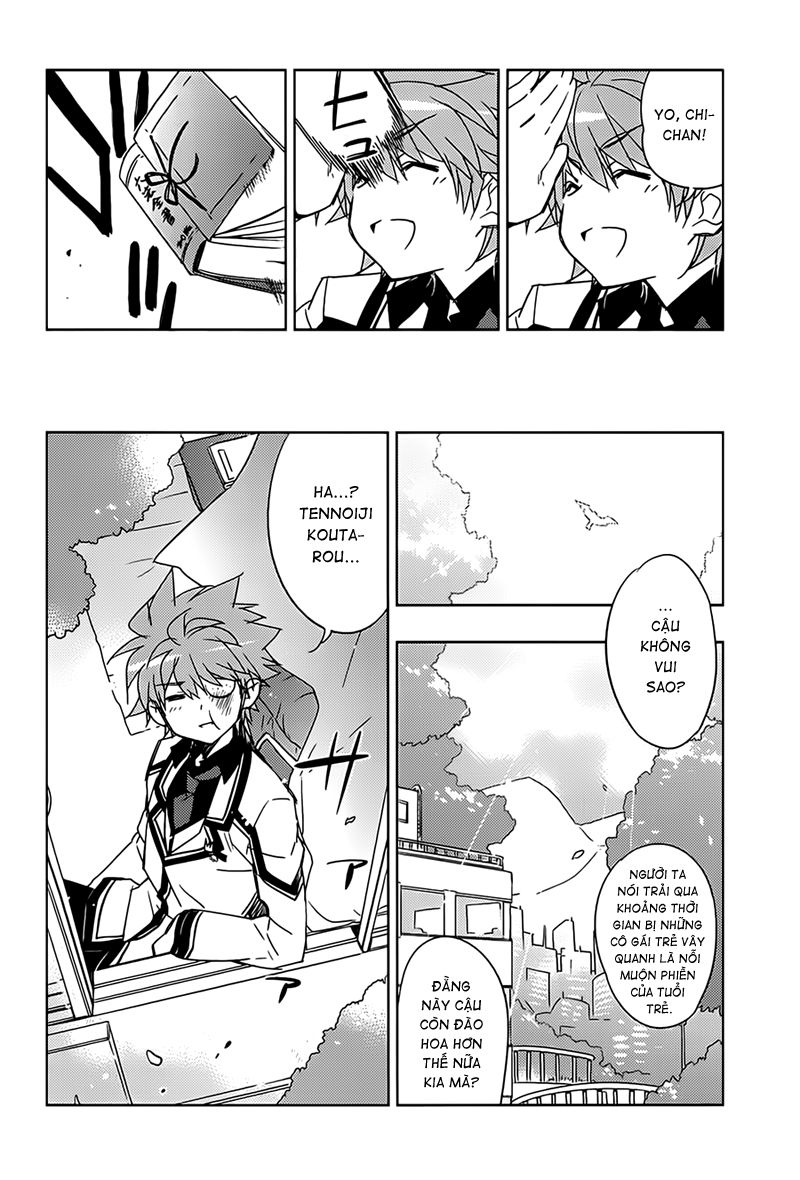 YO, CHI-
CHAN!
ヒュ
...
CẬU
KHÔNG
VUI
SAO?
NGƯỜI TA
NÓI TRẢI QUA
KHOẢNG THỜI
GIAN BỊ NHỮNG
CÔ GÁI TRẺ VÂY
QUANH LÀ NỖI
MUỘN PHIỀN
CỦA TUỔI
TRẺ.
ĐẰNG
NÀY CẬU
CÒN ĐÀO
HOA HƠN
THẾ NỮA
KIA MÀ?
HA...?
TENNOIJI
KOUTA-
ROU...